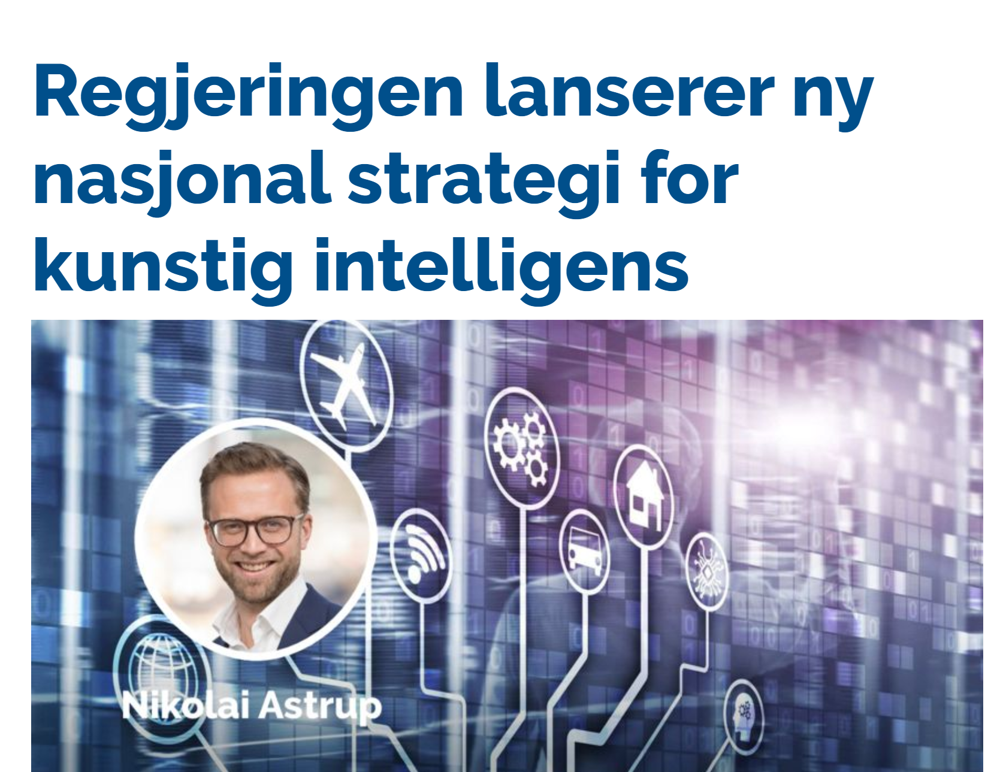 Regjeringen lanserer ny
nasjonal strategi for
kunstig intelligens
Nikolai Astrup